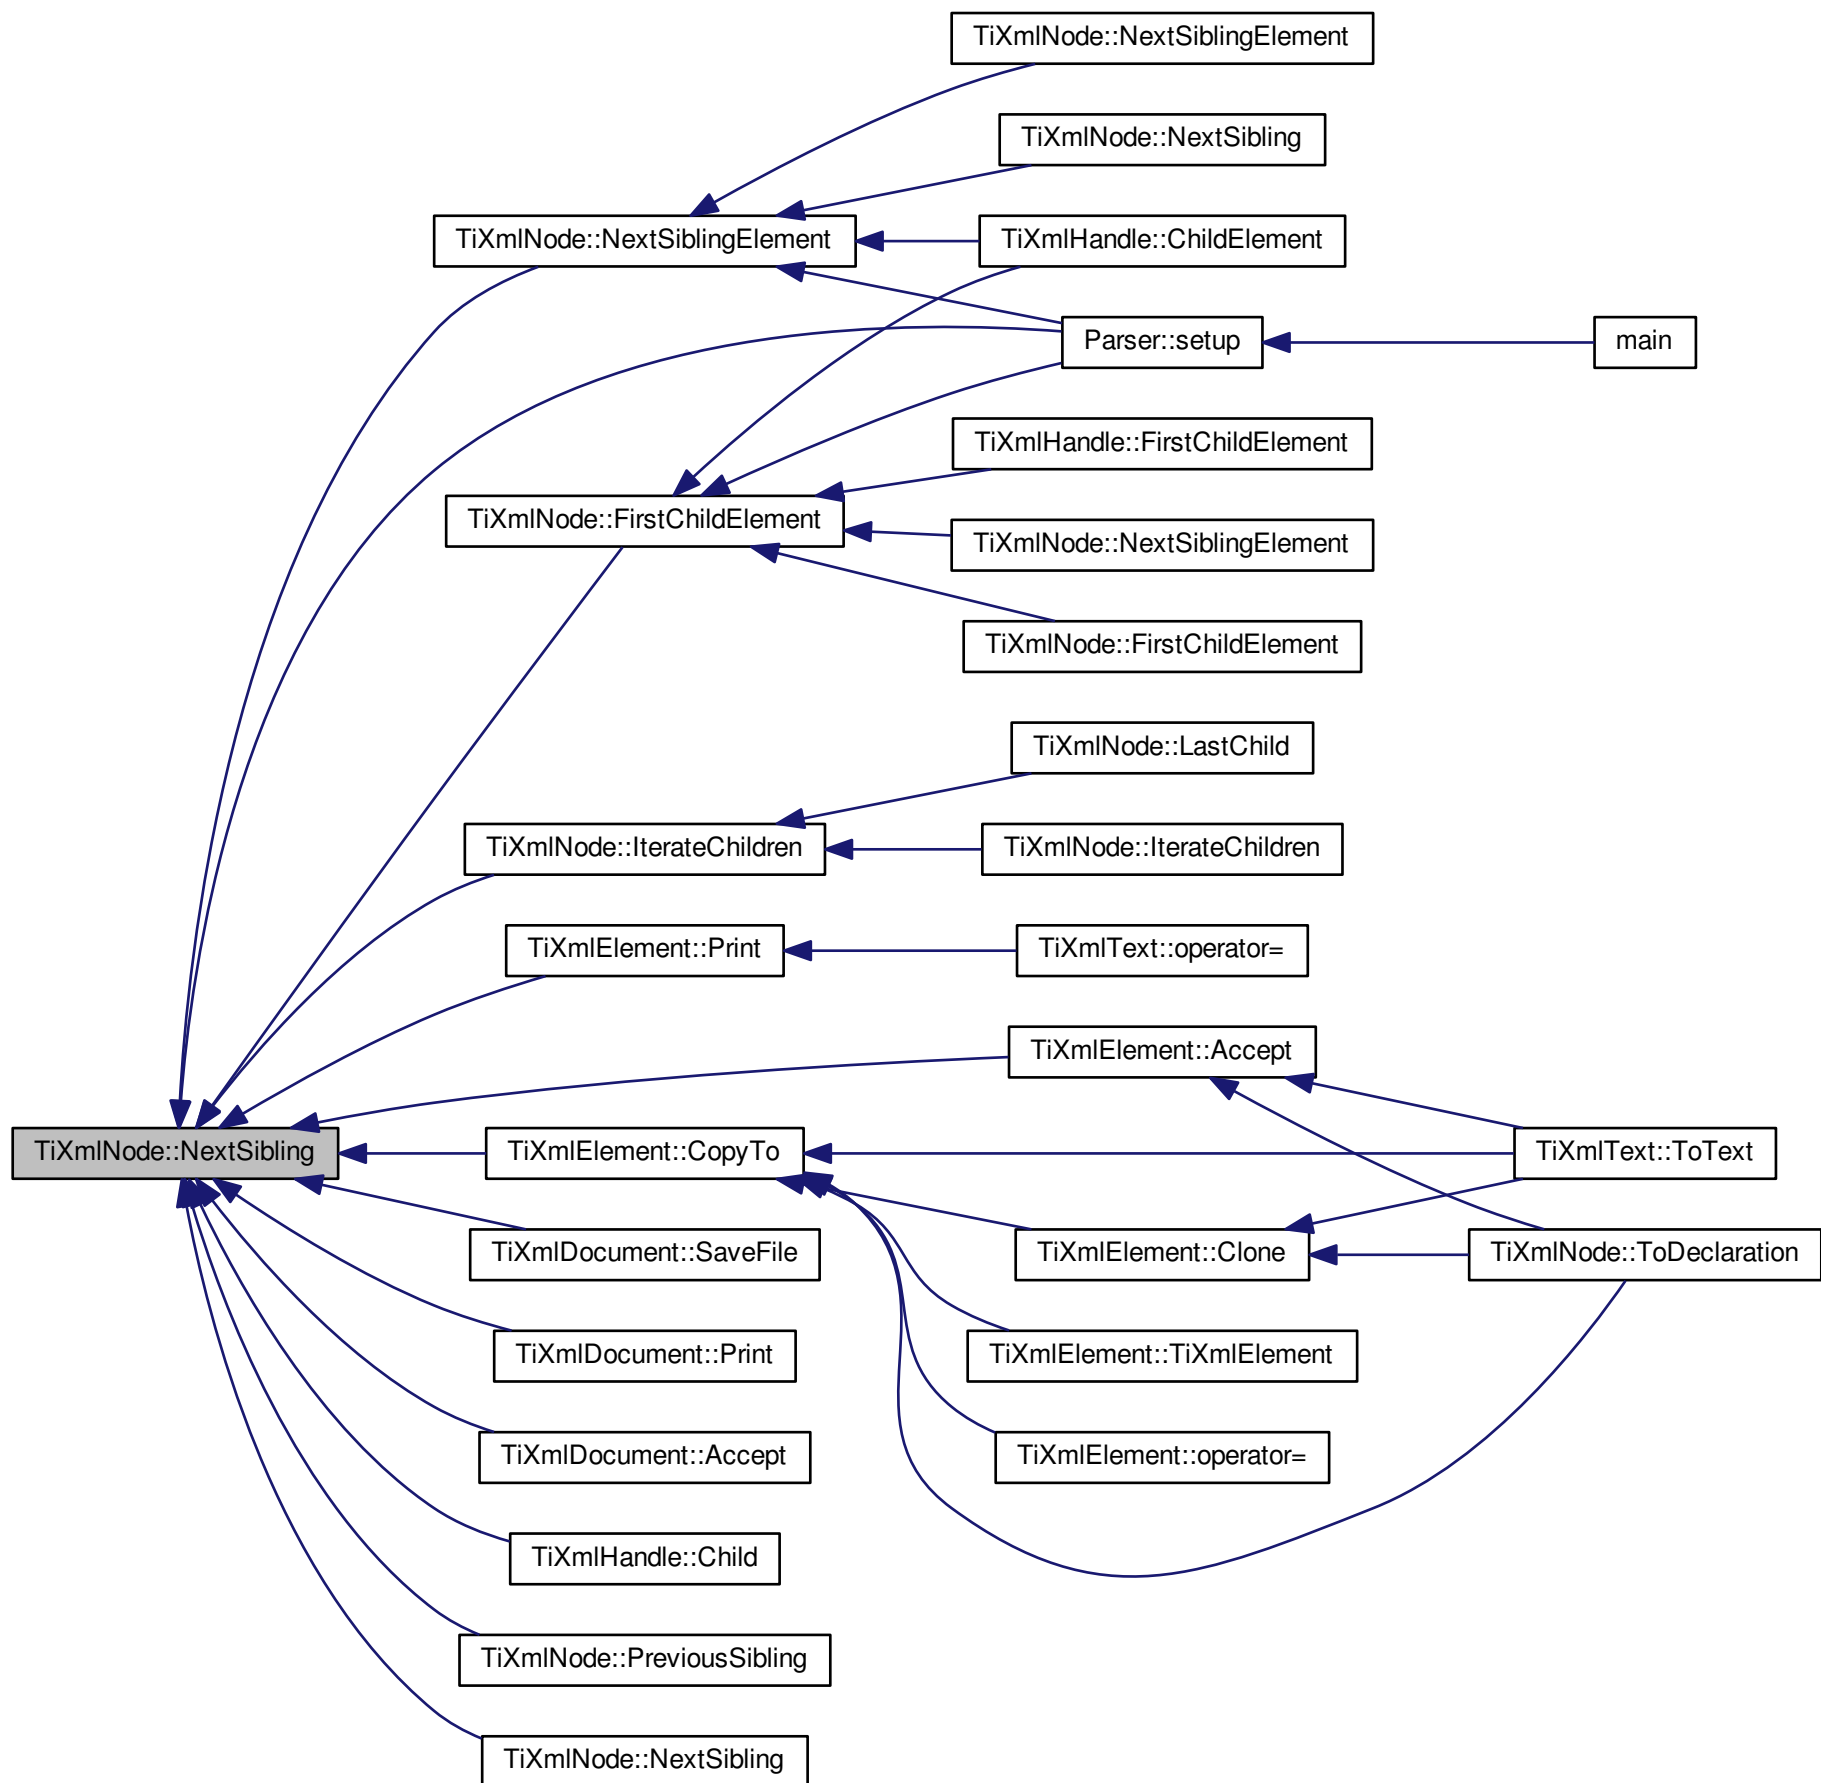 TiXmlNode::NextSiblingElement
TiXmlNode::NextSibling
TiXmlNode::NextSiblingElement
TiXmlHandle::ChildElement
Parser::setup
main
TiXmlHandle::FirstChildElement
TiXmlNode::FirstChildElement
TiXmlNode::NextSiblingElement
TiXmlNode::FirstChildElement
TiXmlNode::LastChild
TiXmlNode::IterateChildren
TiXmlNode::IterateChildren
TiXmlElement::Print
TiXmlText::operator=
TiXmlElement::Accept
TiXmlNode::NextSibling
TiXmlElement::CopyTo
TiXmlText::ToText
TiXmlDocument::SaveFile
TiXmlElement::Clone
TiXmlNode::ToDeclaration
TiXmlDocument::Print
TiXmlElement::TiXmlElement
TiXmlDocument::Accept
TiXmlElement::operator=
TiXmlHandle::Child
TiXmlNode::PreviousSibling
TiXmlNode::NextSibling